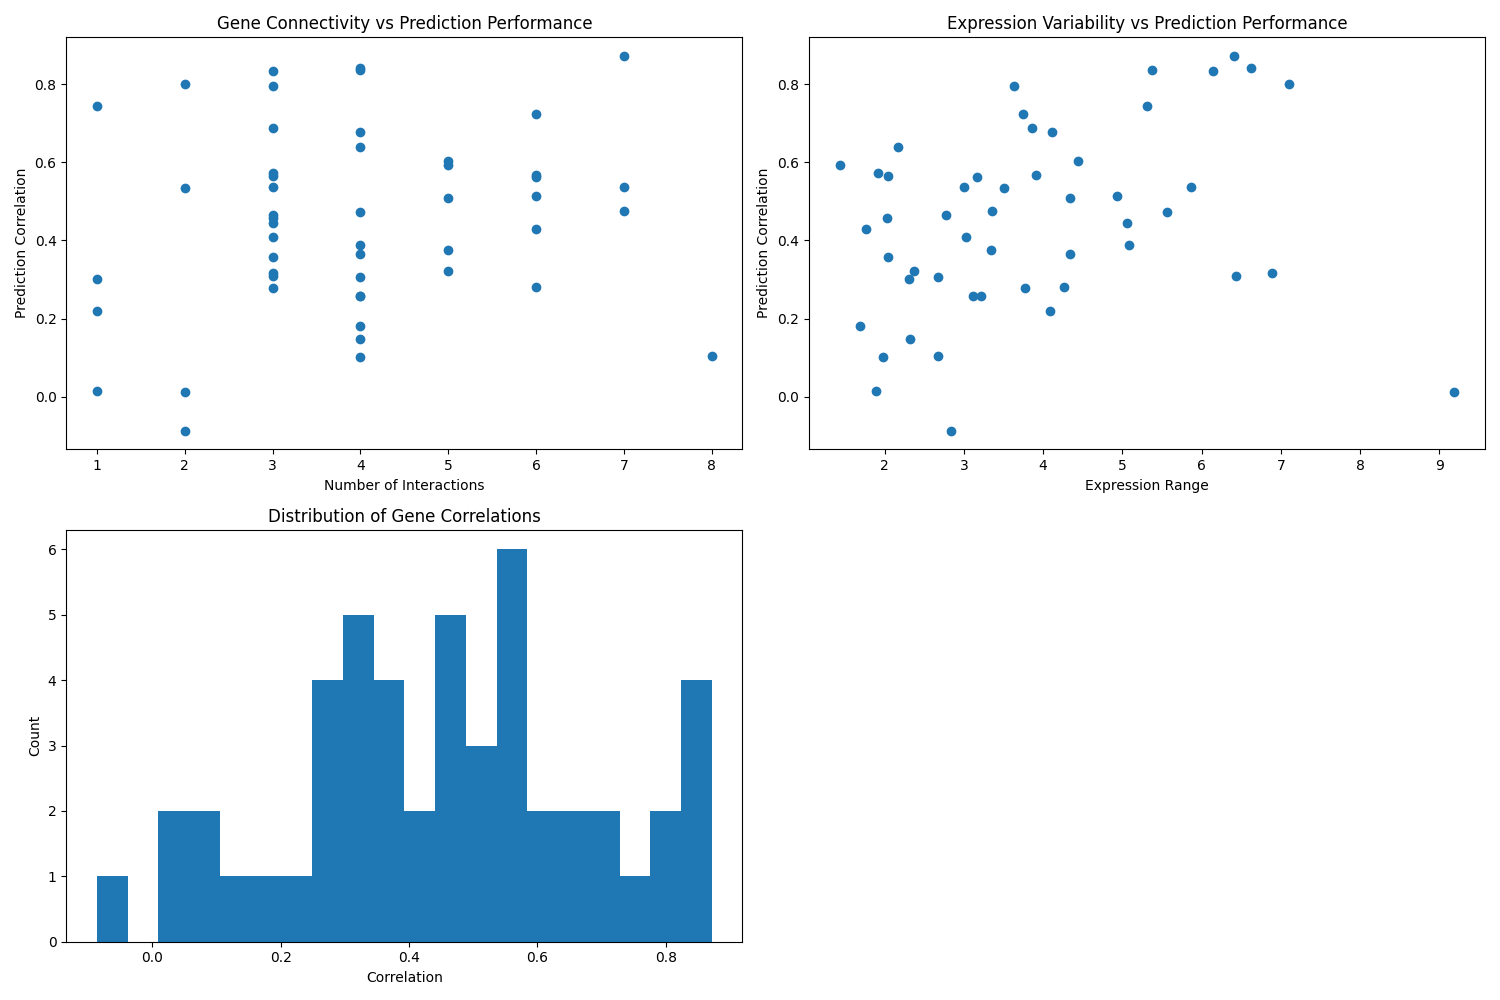 Gene Connectivity vs Prediction Performance
Prediction Correlation
0.8
0.6
0.4
0.2
0.0
1 2 3 4 5 6 7 8
Number of Interactions
Expression Variability vs Prediction Performance
Prediction Correlation
0.8
0.6
0.4
0.2
0.0
2 3 4 5 6 7 8 9
Expression Range
Distribution of Gene Correlations
Count
6
5
4
3
2
1
0
0.0 0.2 0.4 0.6 0.8
Correlation